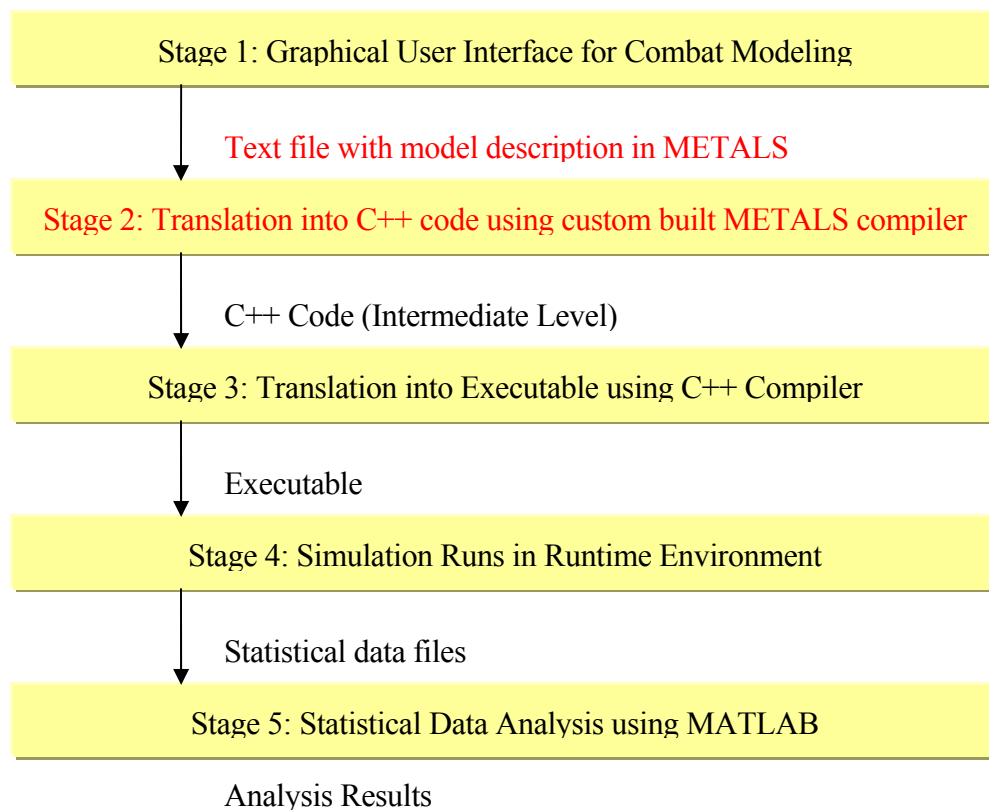 Stage 1: Graphical User Interface for Combat Modeling
Text file with model description in METALS
Stage 2: Translation into C++ code using custom built METALS compiler
C++ Code (Intermediate Level)
Stage 3: Translation into Executable using C++ Compiler
Executable
Stage 4: Simulation Runs in Runtime Environment
Statistical data files
Stage 5: Statistical Data Analysis using MATLAB
Analysis Results